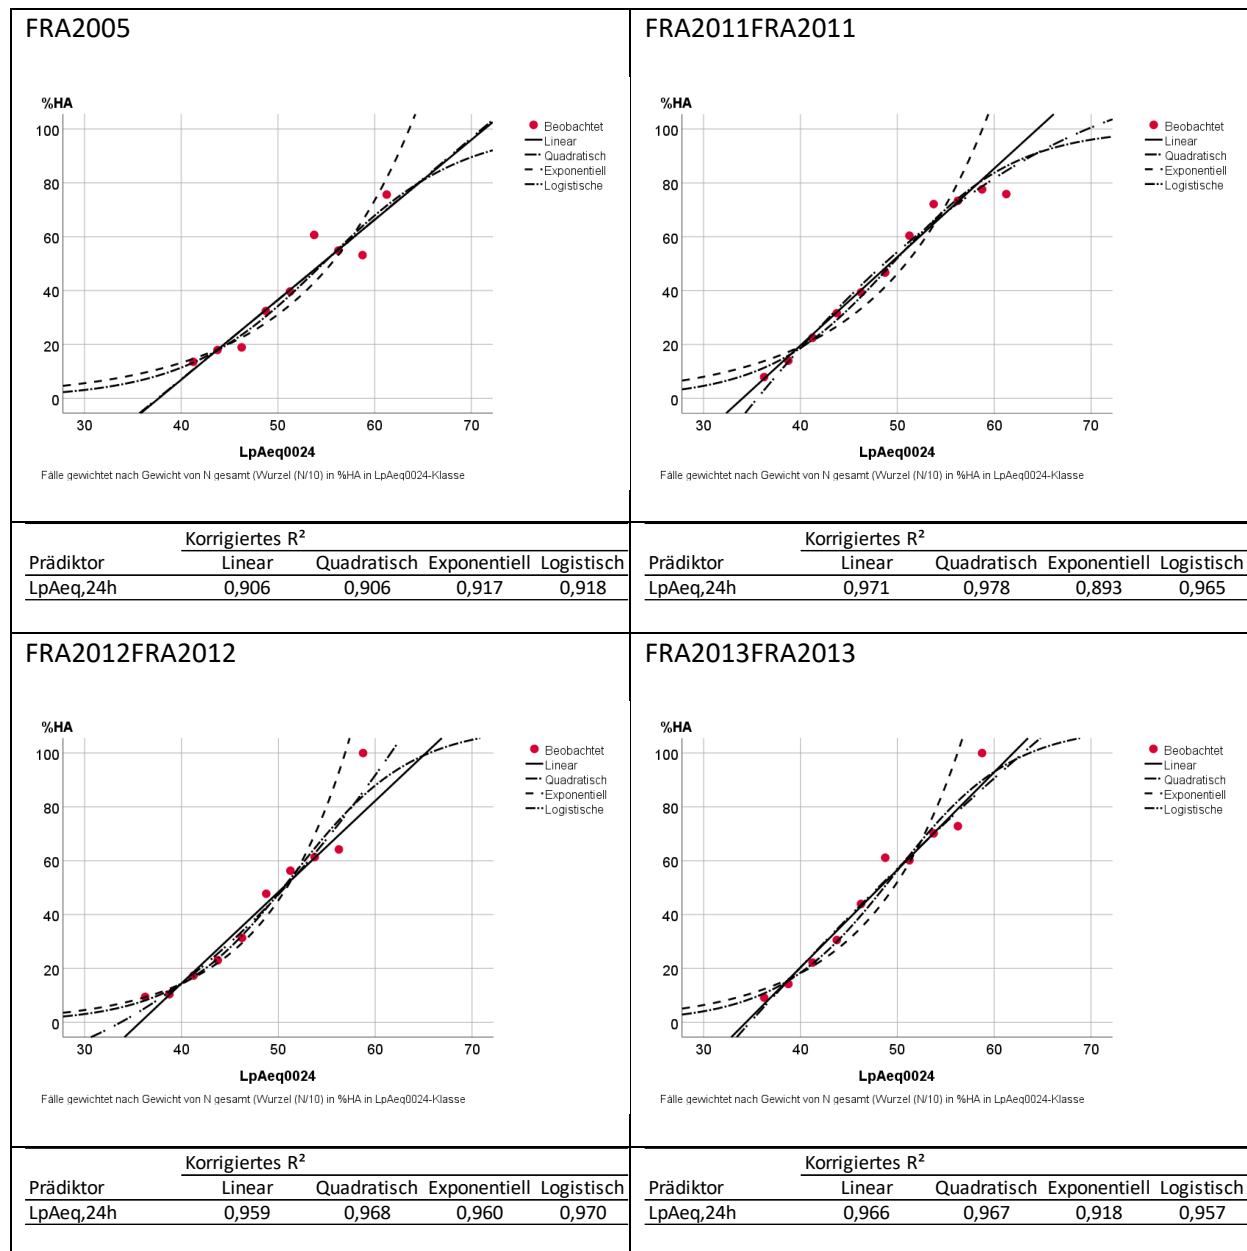 FRA2005
%HA
100
80
60
40
20
0
30 40 50 60 70
LpAeq0024
Beobachtet
Linear
Quadratisch
Exponentiell
Logistische
Fälle gewichtet nach Gewicht von N gesamt (Wurzel (N/10) in %HA in LpAeq0024-Klasse
Korrigiertes R²
Prädiktor Linear Quadratisch Exponentiell Logistisch
LpAeq,24h 0,906 0,906 0,917 0,918
FRA2011FRA2011
%HA
100
80
60
40
20
0
30 40 50 60 70
LpAeq0024
Beobachtet
Linear
Quadratisch
Exponentiell
Logistische
Fälle gewichtet nach Gewicht von N gesamt (Wurzel (N/10) in %HA in LpAeq0024-Klasse
Korrigiertes R²
Prädiktor Linear Quadratisch Exponentiell Logistisch
LpAeq,24h 0,971 0,978 0,893 0,965
FRA2012FRA2012
%HA
100
80
60
40
20
0
30 40 50 60 70
LpAeq0024
Beobachtet
Linear
Quadratisch
Exponentiell
Logistische
Fälle gewichtet nach Gewicht von N gesamt (Wurzel (N/10) in %HA in LpAeq0024-Klasse
Korrigiertes R²
Prädiktor Linear Quadratisch Exponentiell Logistisch
LpAeq,24h 0,959 0,968 0,960 0,970
FRA2013FRA2013
%HA
100
80
60
40
20
0
30 40 50 60 70
LpAeq0024
Beobachtet
Linear
Quadratisch
Exponentiell
Logistische
Fälle gewichtet nach Gewicht von N gesamt (Wurzel (N/10) in %HA in LpAeq0024-Klasse
Korrigiertes R²
Prädiktor Linear Quadratisch Exponentiell Logistisch
LpAeq,24h 0,966 0,967 0,918 0,957